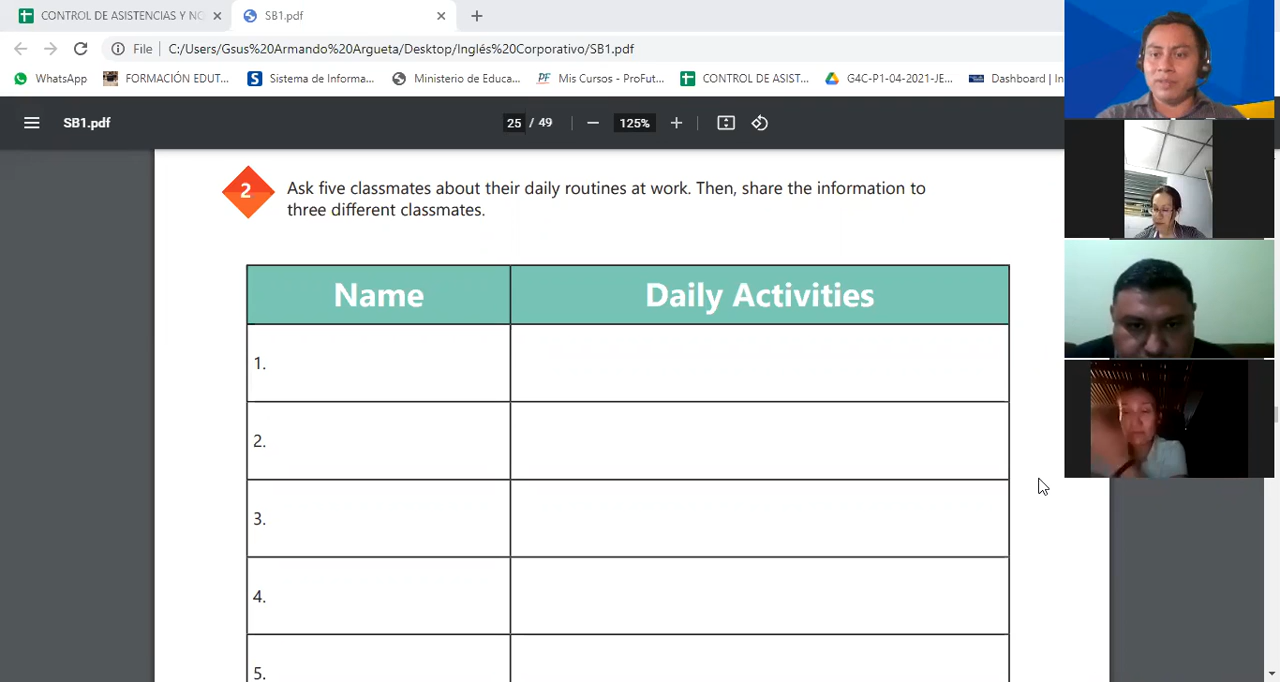 CONTROL DE ASISTENCIAS Y NO
SB1.pdf
File
C:/Users/Gsus%20Armando%20Argueta/Desktop/Inglés%20Corporativo/SB1.pdf
WhatsApp
FORMACIÓN EDUT...
Sistema de Informa...
Ministerio de Educa...
PF Mis Cursos - ProFut...
CONTROL DE ASIST...
G4C-P1-04-2021-JE...
Dashboard | In
SB1.pdf
25 / 49
125%
2
Ask five classmates about their daily routines at work. Then, share the information to
three different classmates.
Name
Daily Activities
1.
2.
3.
4.
5.